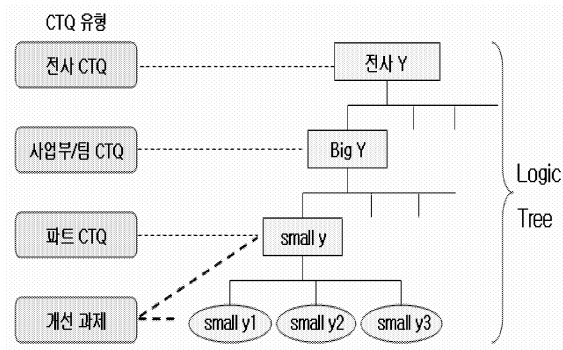 CTQ 유형
전사 CTQ
전사 Y
사업부/팀 CTQ
Big Y
Logic
Tree
파트 CTQ
small y
개선 과제
small y1
small y2
small y3